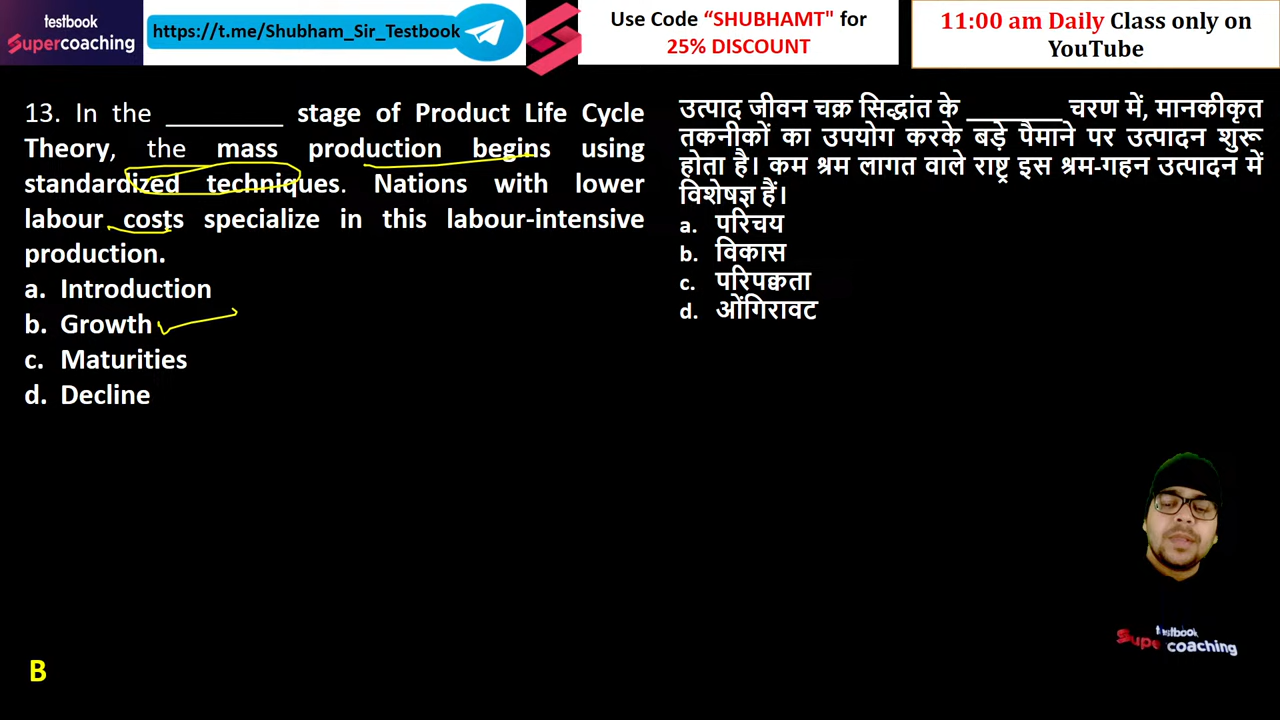 testbook
Supercoaching
https://t.me/Shubham_Sir_Testbook
Use Code “SHUBHAMT" for
25% DISCOUNT
11:00 am Daily Class only on
YouTube
13. In the _________ stage of Product Life Cycle
Theory, the mass production begins using
standardized techniques. Nations with lower
labour costs specialize in this labour-intensive
production.
a. Introduction
b. Growth
c. Maturities
d. Decline
उत्पाद जीवन चक्र सिद्धांत के ________ चरण में, मानकीकृत
तकनीकों का उपयोग करके बड़े पैमाने पर उत्पादन शुरू
होता है। कम श्रम लागत वाले राष्ट्र इस श्रम-गहन उत्पादन में
विशेषज्ञ हैं।
a. परिचय
b. विकास
c. परिपक्वता
d. ओंगिरावट
testbook
Supercoaching
B